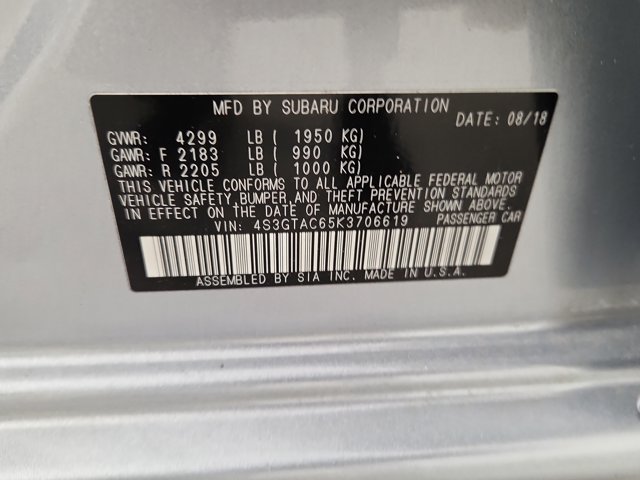 MFD BY SUBARU CORPORATION
DATE: 08/18
GVWR: 4299 LB ( 1950 KG)
GAWR: F 2183 LB ( 990 KG)
GAWR: R 2205 LB ( 1000 KG)
THIS VEHICLE CONFORMS TO ALL APPLICABLE FEDERAL MOTOR
VEHICLE SAFETY, BUMPER, AND THEFT PREVENTION STANDARDS
IN EFFECT ON THE DATE OF MANUFACTURE SHOWN ABOVE.
VIN: 4S3GTAC65K3706619 PASSENGER CAR
ASSEMBLED BY SIA INC. MADE IN U.S.A.